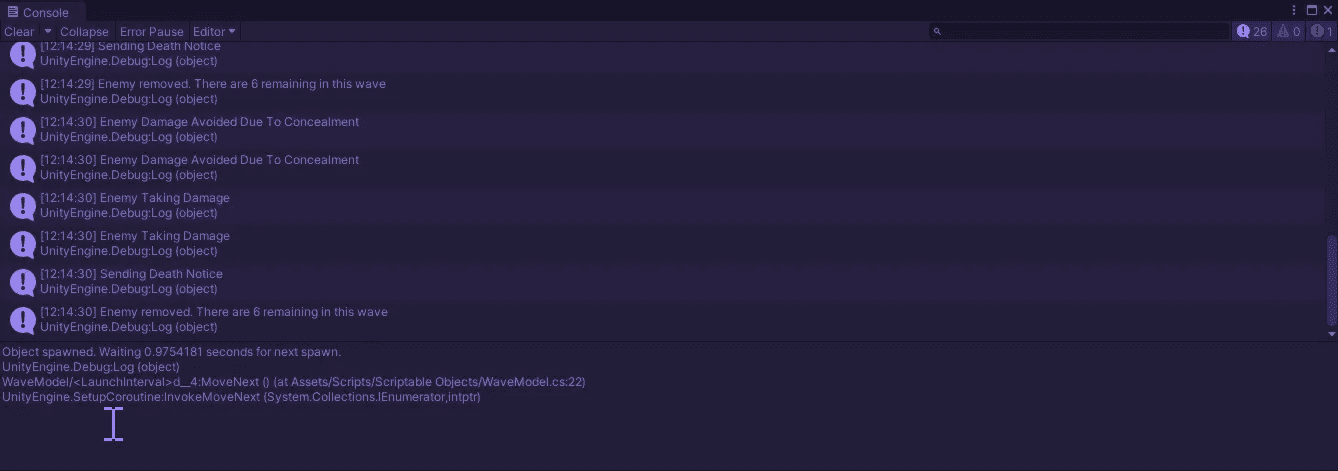 Console
Clear Collapse Error Pause Editor 26 0 1
[12:14:29] Sending Death Notice
UnityEngine.Debug:Log (object)
[12:14:29] Enemy removed. There are 6 remaining in this wave
UnityEngine.Debug:Log (object)
[12:14:30] Enemy Damage Avoided Due To Concealment
UnityEngine.Debug:Log (object)
[12:14:30] Enemy Damage Avoided Due To Concealment
UnityEngine.Debug:Log (object)
[12:14:30] Enemy Taking Damage
UnityEngine.Debug:Log (object)
[12:14:30] Enemy Taking Damage
UnityEngine.Debug:Log (object)
[12:14:30] Sending Death Notice
UnityEngine.Debug:Log (object)
[12:14:30] Enemy removed. There are 6 remaining in this wave
UnityEngine.Debug:Log (object)
Object spawned. Waiting 0.9754181 seconds for next spawn.
UnityEngine.Debug:Log (object)
WaveModel/<LaunchInterval>d__4:MoveNext () (at Assets/Scripts/Scriptable Objects/WaveModel.cs:22)
UnityEngine.SetupCoroutine:InvokeMoveNext (System.Collections.IEnumerator,intptr)